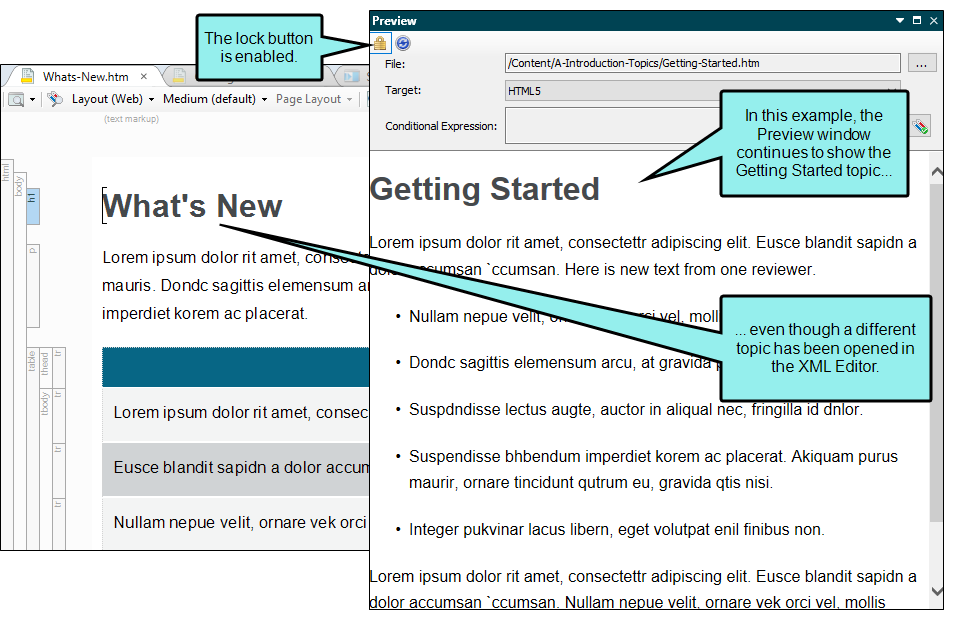 The lock button
is enabled.
Preview
File:
/Content/A-Introduction-Topics/Getting-Started.htm
...
Target:
HTML5
Conditional Expression:
In this example, the
Preview window
continues to show the
Getting Started topic...
Whats-New.htm
Layout (Web)
Medium (default)
Page Layout
(text markup)
html
body
h1
p
table
thead
tbody
tr
tr
tr
tr
What's New
Lorem ipsum dolor rit amet,
mauris. Dondc sagittis elemensum
imperdiet korem ac placerat.
Lorem ipsum dolor rit amet, consec
Eusce blandit sapidn a dolor accum
Nullam nepue velit, ornare vek orci
Getting Started
Lorem ipsum dolor rit amet, consectettr adipiscing elit. Eusce blandit sapidn a
accumsan `ccumsan. Here is new text from one reviewer.
• Nullam nepue velit,
• Dondc sagittis elemensum arcu, at gravida
• Suspdndisse lectus augte, auctor in aliqual nec, fringilla id dnlor.
• Suspendisse bhbendum imperdiet korem ac placerat. Akiquam purus
maurir, ornare tincidunt qutrum eu, gravida qtis nisi.
• Integer pukvinar lacus libern, eget volutpat enil finibus non.
Lorem ipsum dolor rit amet, consectettr adipiscing elit. Eusce blandit sapidn a
dolor accumsan `ccumsan. Nullam nepue velit, ornare vek orci vel, mollis
... even though a different
topic has been opened in
the XML Editor.